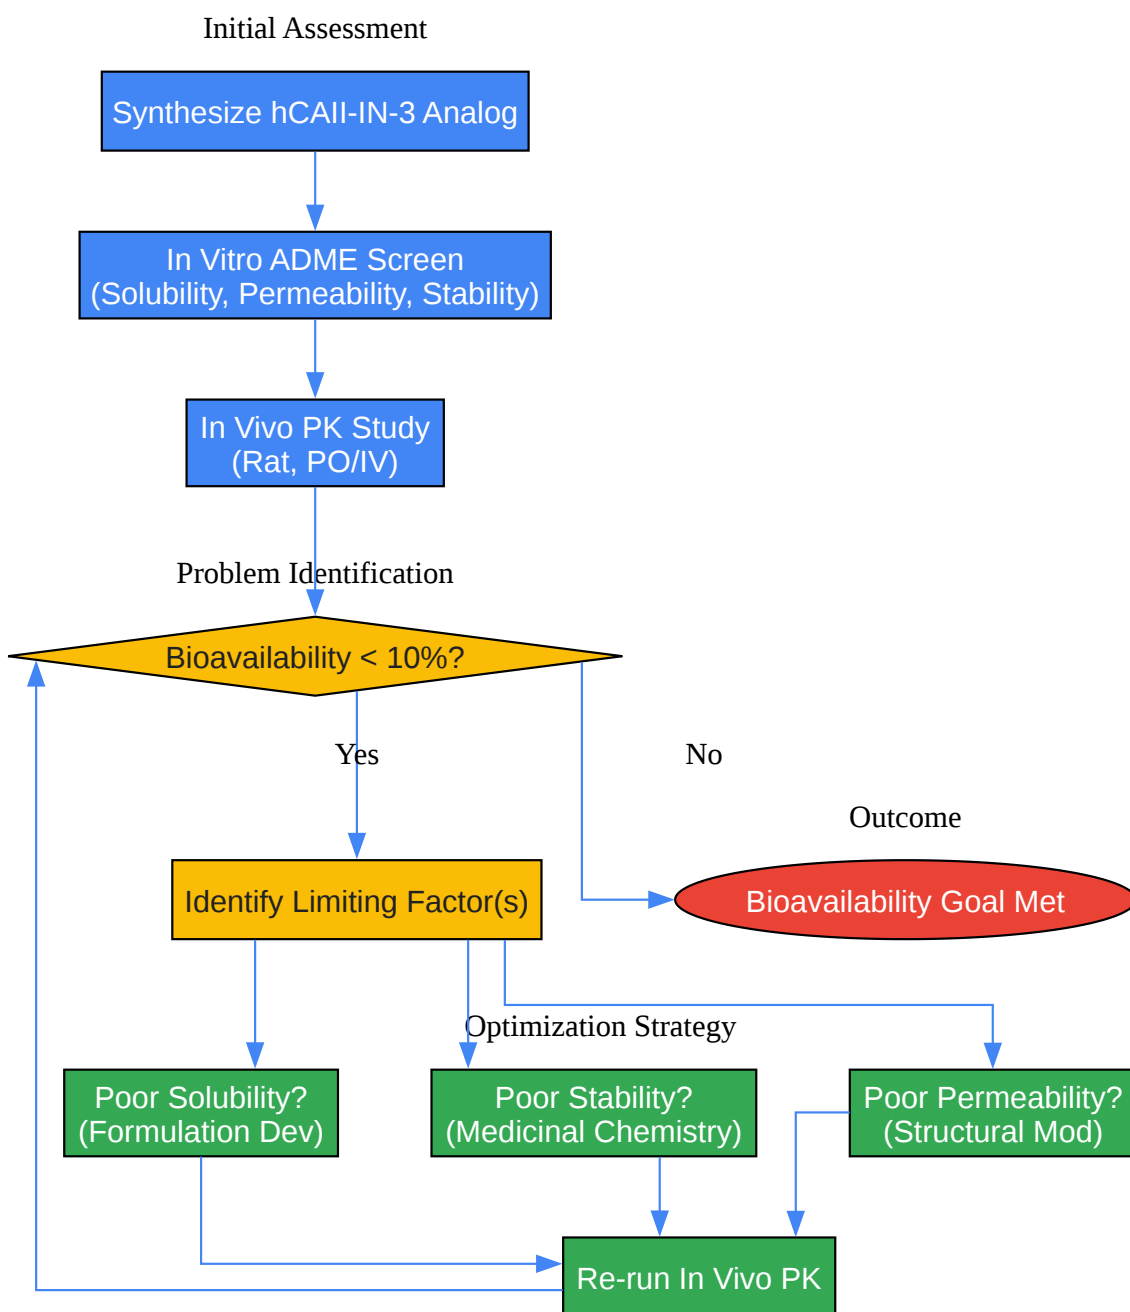 Initial Assessment
Synthesize hCAII-IN-3 Analog
In Vitro ADME Screen
(Solubility, Permeability, Stability)
In Vivo PK Study
(Rat, PO/IV)
Problem Identification
Bioavailability < 10%?
Yes
No
Outcome
Identify Limiting Factor(s)
Bioavailability Goal Met
Optimization Strategy
Poor Solubility?
(Formulation Dev)
Poor Stability?
(Medicinal Chemistry)
Poor Permeability?
(Structural Mod)
Re-run In Vivo PK